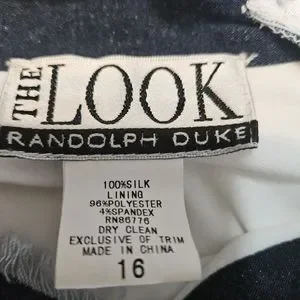 THE LOOK
RANDOLPH DUKE
100%SILK
LINING
96%POLYESTER
4%SPANDEX
RN86776
DRY CLEAN
EXCLUSIVE OF TRIM
MADE IN CHINA
16